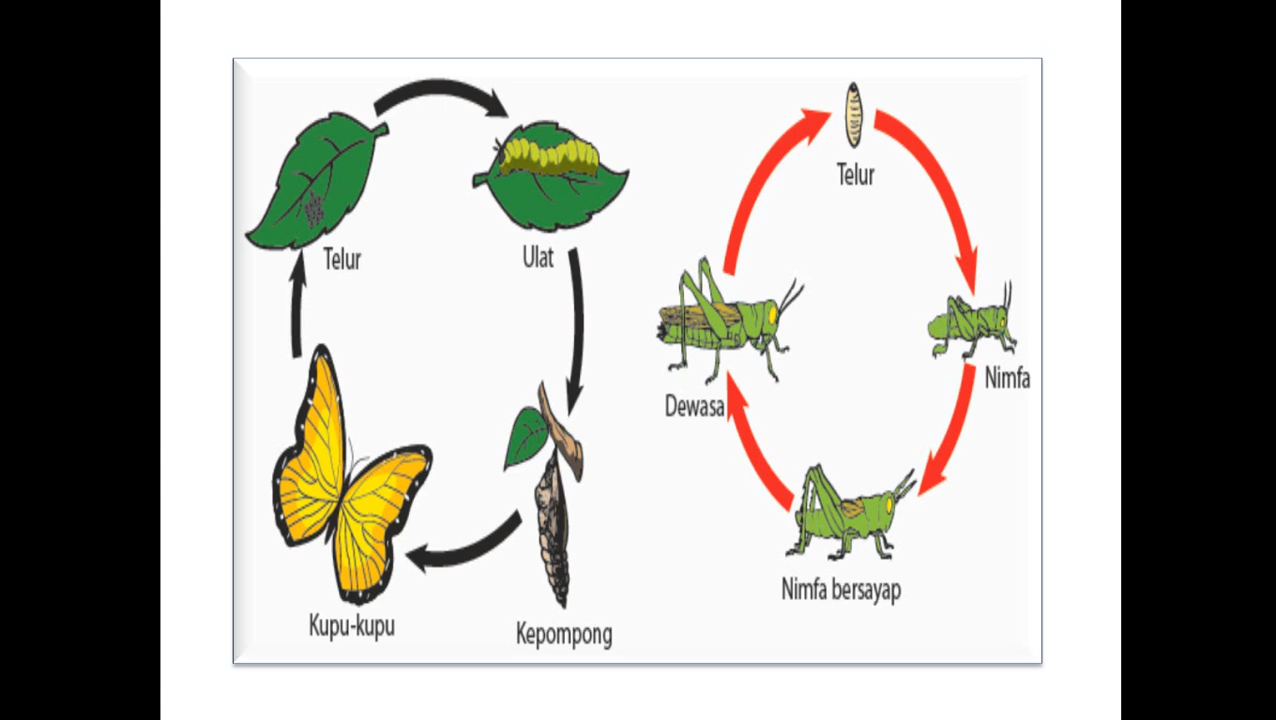 Telur
Ulat
Kepompong
Kupu-kupu
Telur
Nimfa
Nimfa bersayap
Dewasa